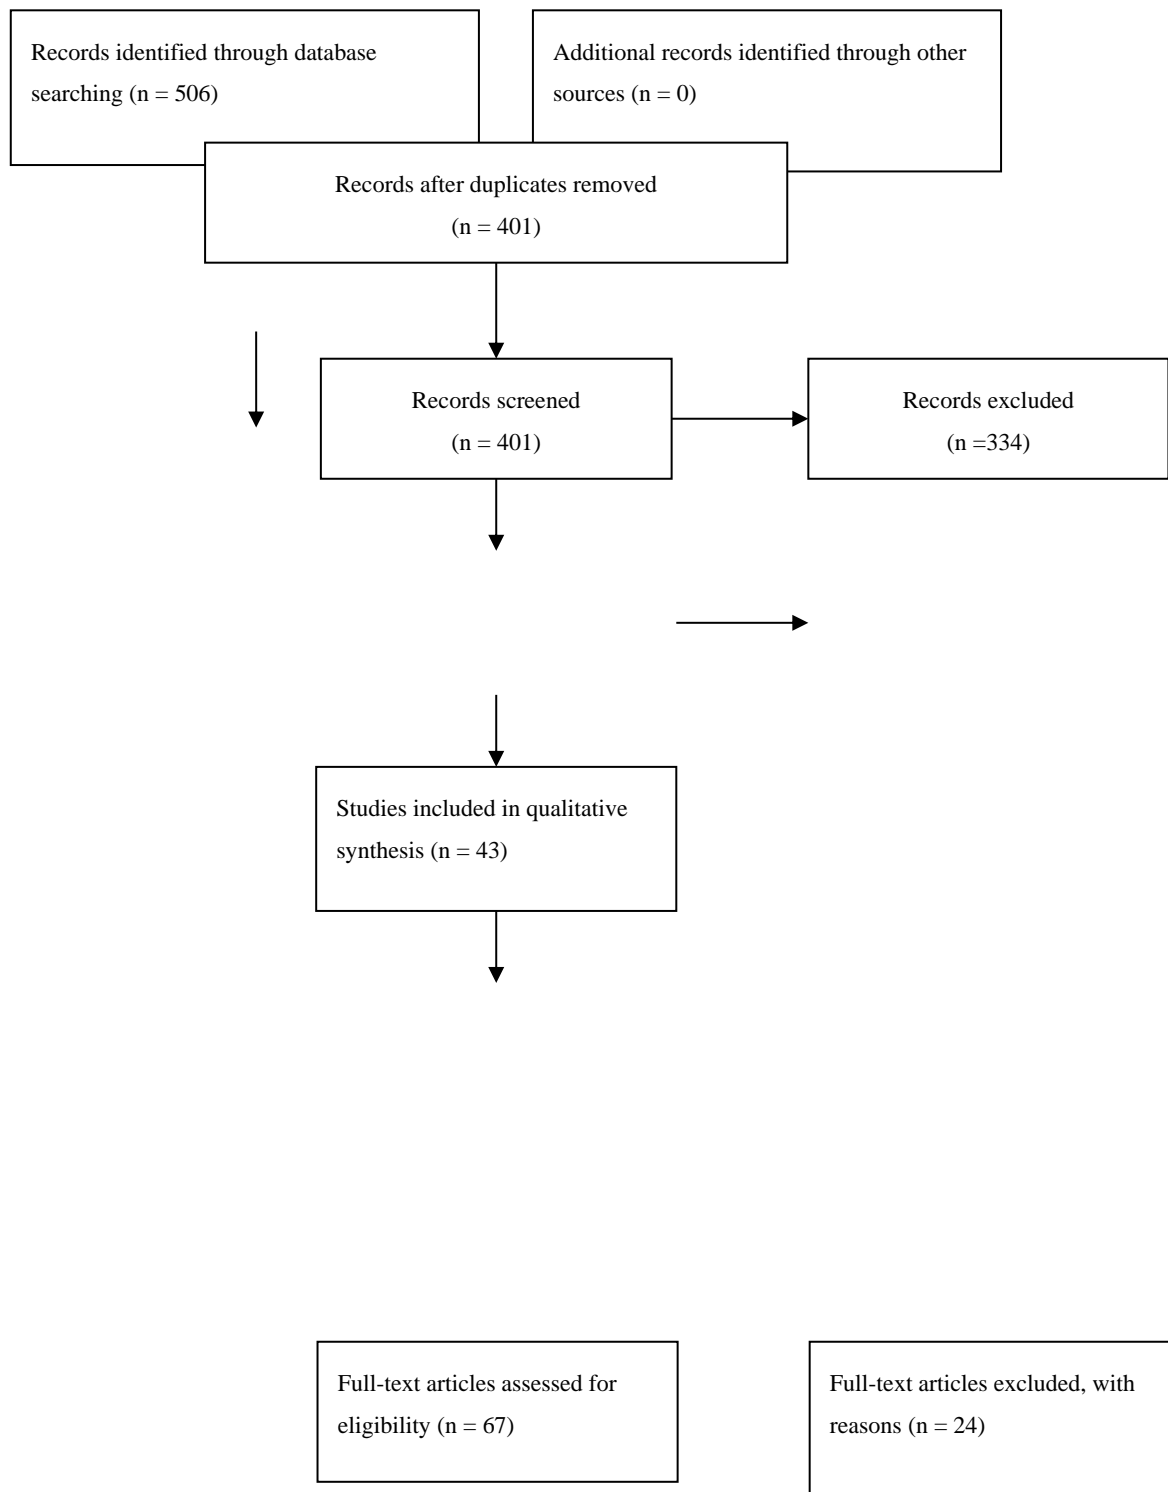 Records identified through database
searching (n = 506)
Additional records identified through other
sources (n = 0)
Records after duplicates removed
(n = 401)
Records screened
(n = 401)
Records excluded
(n =334)
Studies included in qualitative
synthesis (n = 43)
Full-text articles assessed for
eligibility (n = 67)
Full-text articles excluded, with
reasons (n = 24)